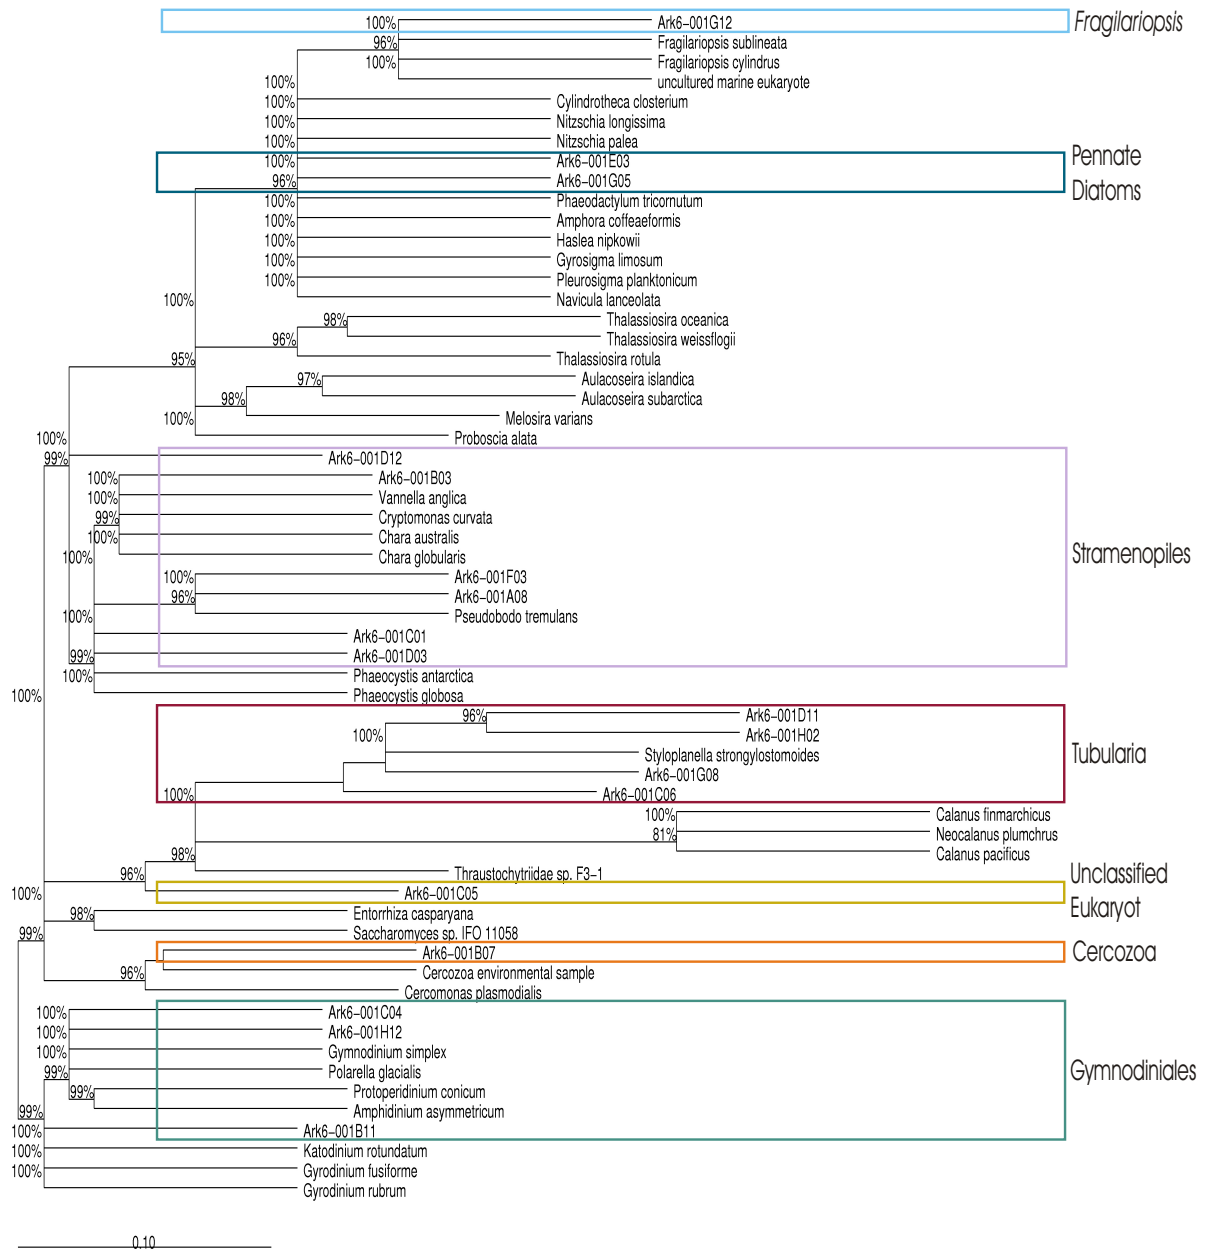 100%
Ark6-001G12
Fragilariopsis
96%
Fragilariopsis sublineata
100%
Fragilariopsis cylindrus
100%
uncultured marine eukaryote
100%
Cylindrotheca closterium
100%
Nitzschia longissima
100%
Nitzschia palea
100%
Ark6-001E03
Pennate
Diatoms
96%
Ark6-001G05
100%
Phaeodactylum tricornutum
100%
Amphora coffeaeformis
100%
Haslea nipkowii
100%
Gyrosigma limosum
100%
Pleurosigma planktonicum
100%
Navicula lanceolata
98%
Thalassiosira oceanica
96%
Thalassiosira weissflogii
95%
Thalassiosira rotula
97%
Aulacoseira islandica
98%
Aulacoseira subarctica
100%
Melosira varians
100%
Proboscia alata
99%
Ark6-001D12
100%
Ark6-001B03
100%
Vannella anglica
99%
Cryptomonas curvata
100%
Chara australis
100%
Chara globularis
Stramenopiles
100%
Ark6-001F03
96%
Ark6-001A08
100%
Pseudobodo tremulans
Ark6-001C01
99%
Ark6-001D03
100%
Phaeocystis antarctica
100%
Phaeocystis globosa
96%
Ark6-001D11
100%
Ark6-001H02
Styloplanella strongylostomoides
Tubularia
Ark6-001G08
100%
Ark6-001C06
100%
Calanus finmarchicus
81%
Neocalanus plumchrus
98%
Calanus pacificus
96%
Thraustochytriidae sp. F3-1
Unclassified
Eukaryot
100%
Ark6-001C05
98%
Entorrhiza casparyana
99%
Saccharomyces sp. IFO 11058
Ark6-001B07
Cercozoa
96%
Cercozoa environmental sample
Cercomonas plasmodialis
100%
Ark6-001C04
100%
Ark6-001H12
100%
Gymnodinium simplex
99%
Polarella glacialis
Gymnodiniales
99%
Protoperidinium conicum
99%
Amphidinium asymmetricum
100%
Ark6-001B11
100%
Katodinium rotundatum
100%
Gyrodinium fusiforme
Gyrodinium rubrum
0.10